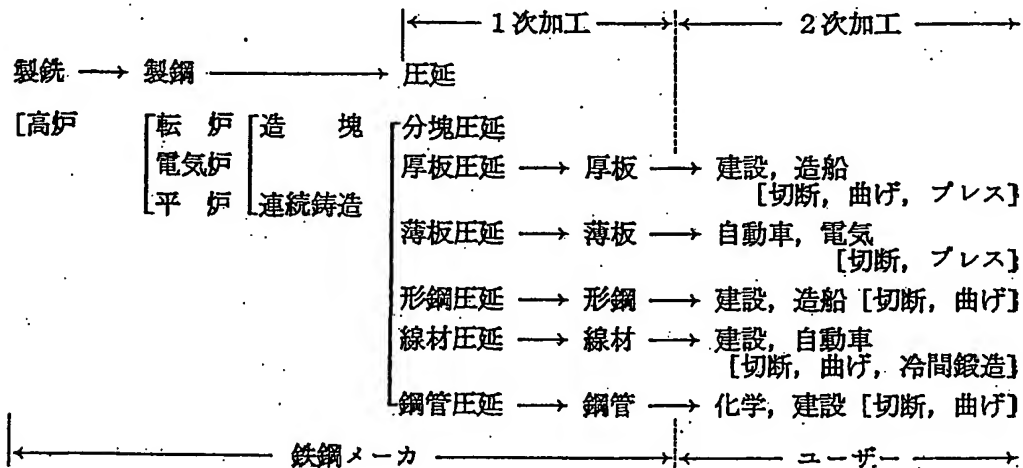 1次加工 2次加工
製銑 → 製鋼 → 圧延
[高炉 転炉 造塊 分塊圧延
電気炉 厚板圧延 → 厚板 → 建設, 造船
平炉 連続鋳造 [切断, 曲げ, プレス]
薄板圧延 → 薄板 → 自動車, 電気
[切断, プレス]
形鋼圧延 → 形鋼 → 建設, 造船 [切断, 曲げ]
線材圧延 → 線材 → 建設, 自動車
[切断, 曲げ, 冷間鍛造]
鋼管圧延 → 鋼管 → 化学, 建設 [切断, 曲げ]
鉄鋼メーカ ユーザー